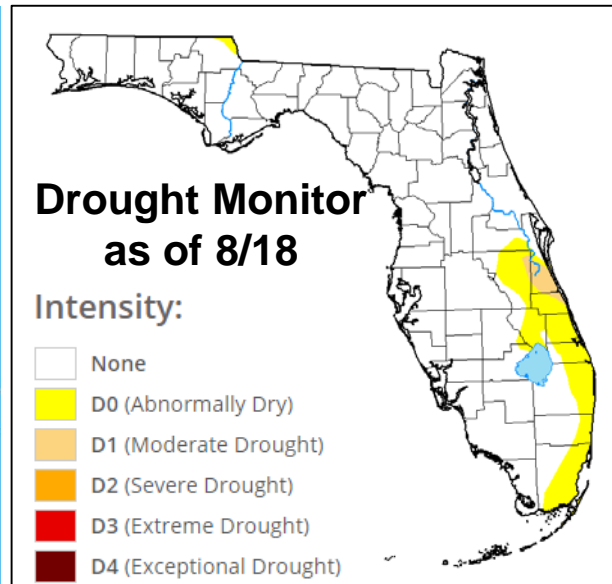 Drought Monitor
as of 8/18
Intensity:
None
D0 (Abnormally Dry)
D1 (Moderate Drought)
D2 (Severe Drought)
D3 (Extreme Drought)
D4 (Exceptional Drought)